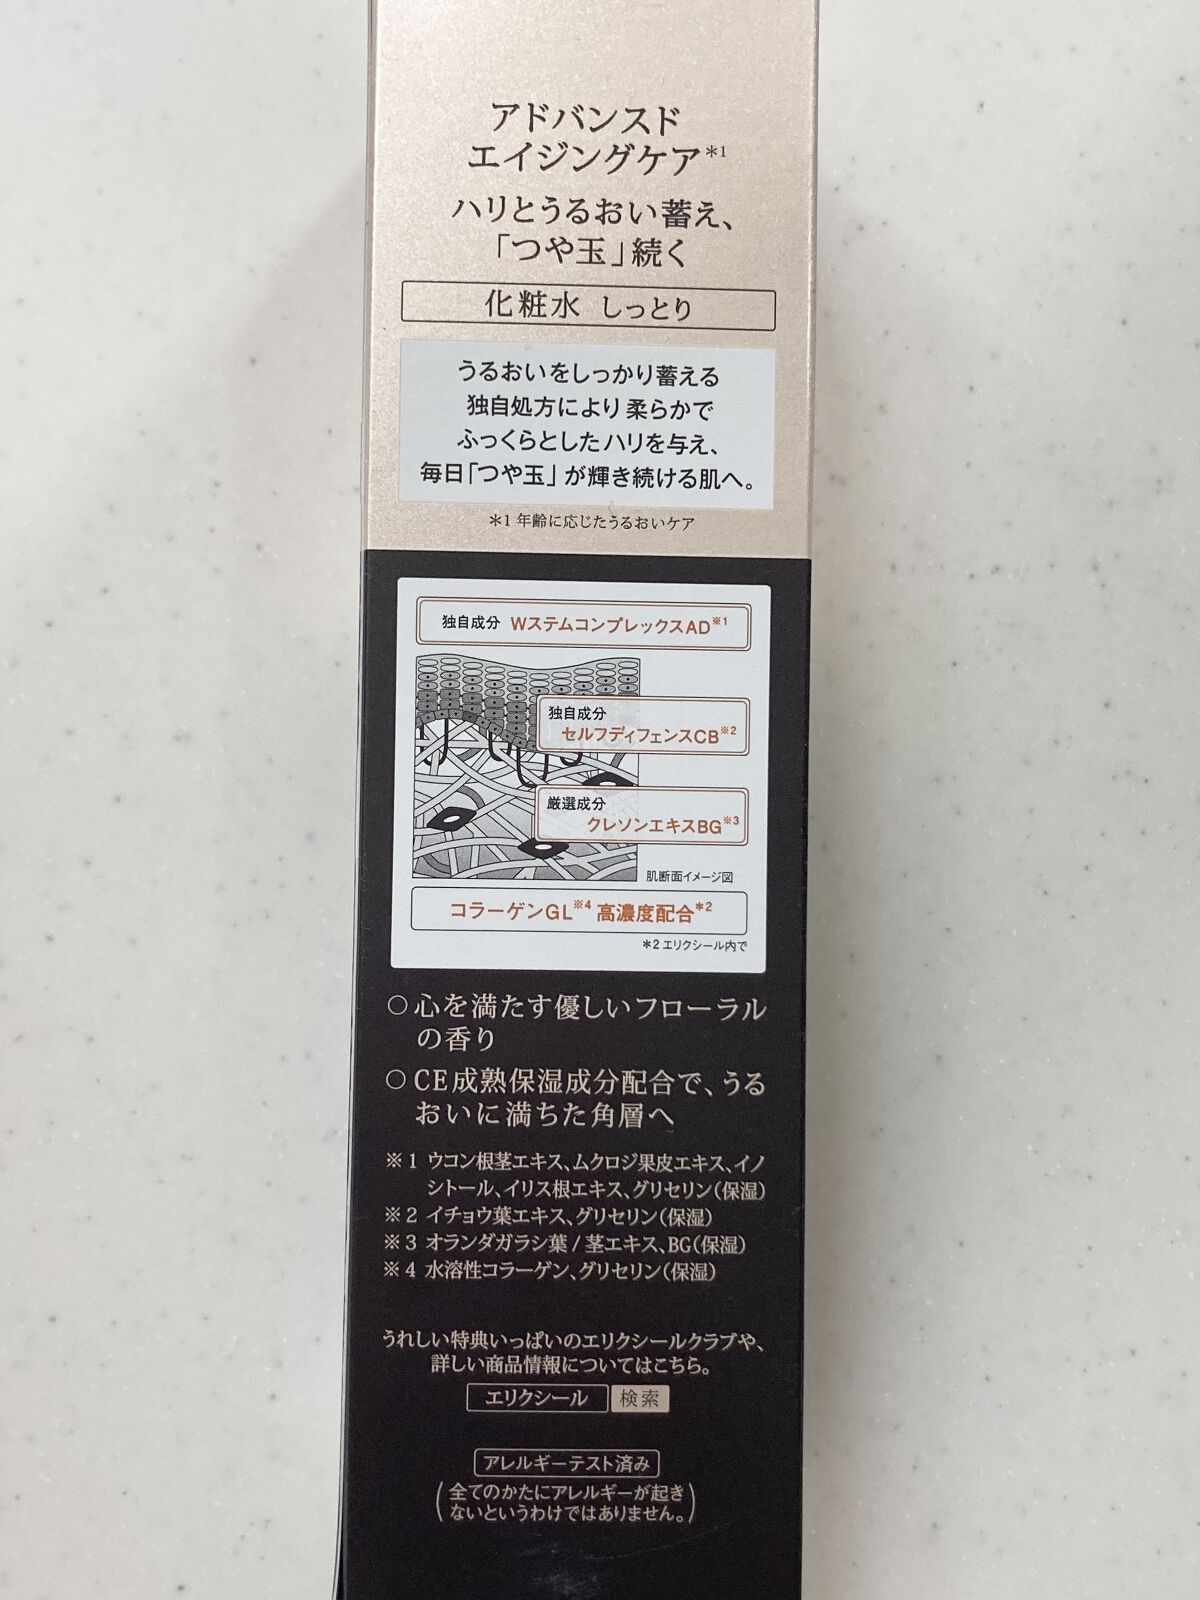 アドバンスド
エイジングケア*1
ハリとうるおい蓄え、
「つや玉」続く
化粧水 しっとり
うるおいをしっかり蓄える
独自処方により柔らかで
ふっくらとしたハリを与え、
毎日「つや玉」が輝き続ける肌へ。
*1 年齢に応じたうるおいケア
独自成分 WステムコンプレックスAD※1
独自成分
セルフディフェンスCB※2
厳選成分
クレソンエキスBG※3
肌断面イメージ図
コラーゲンGL※4 高濃度配合*2
*2 エリクシール内で
○心を満たす優しいフローラル
の香り
○CE成熟保湿成分配合で、うる
おいに満ちた角層へ
※1 ウコン根茎エキス、ムクロジ果皮エキス、イノ
シトール、イリス根エキス、グリセリン(保湿)
※2 イチョウ葉エキス、グリセリン(保湿)
※3 オランダガラシ葉/茎エキス、BG(保湿)
※4 水溶性コラーゲン、グリセリン(保湿)
うれしい特典いっぱいのエリクシールクラブや、
詳しい商品情報についてはこちら。
エリクシール 検索
アレルギーテスト済み
(全てのかたにアレルギーが起き
ないというわけではありません。)